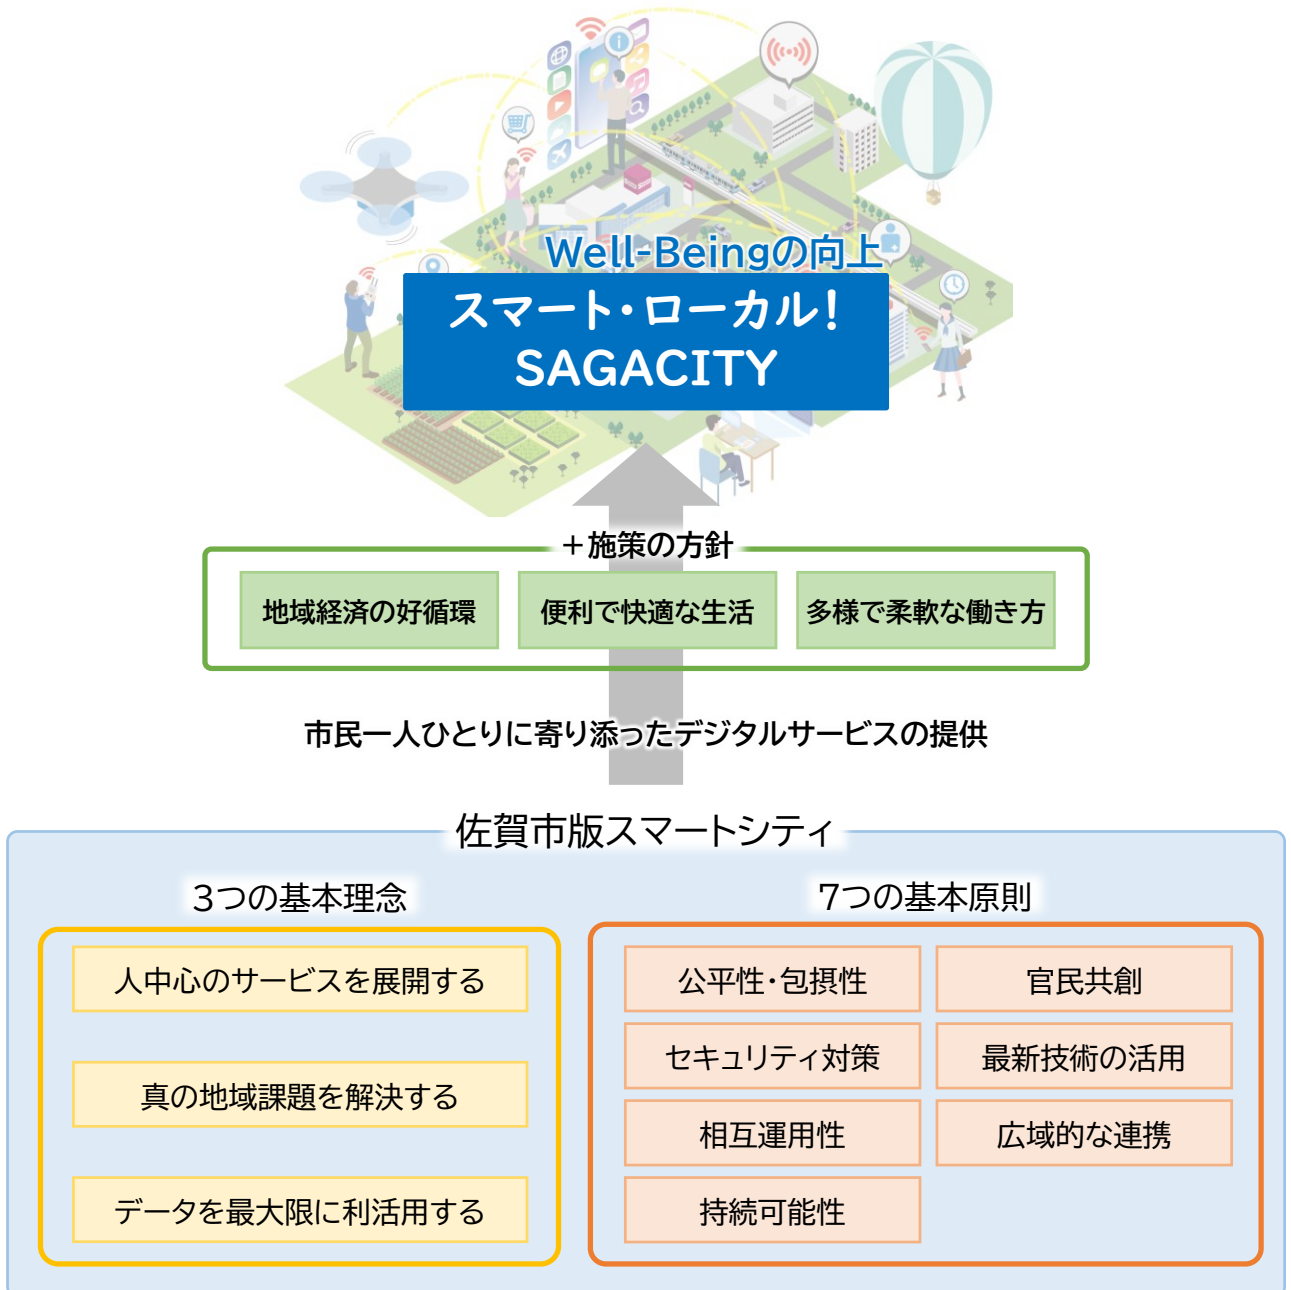 Well-Beingの向上
スマート・ローカル！
SAGACITY
＋施策の方針
地域経済の好循環
便利で快適な生活
多様で柔軟な働き方
市民一人ひとりに寄り添ったデジタルサービスの提供
佐賀市版スマートシティ
3つの基本理念
人中心のサービスを展開する
真の地域課題を解決する
データを最大限に利活用する
7つの基本原則
公平性・包摂性
官民共創
セキュリティ対策
最新技術の活用
相互運用性
広域的な連携
持続可能性